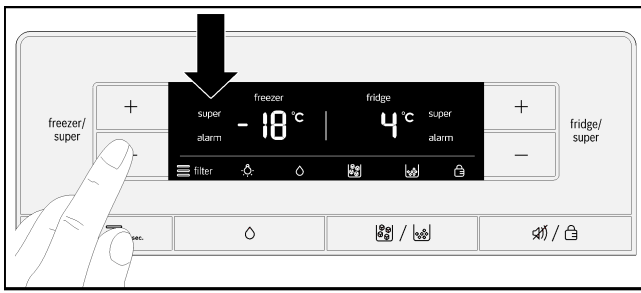 freezer fridge
super super
- 18 °C 4 °C
alarm alarm
freezer/
super
+
-
+
-
fridge/
super
filter
sec.
/
/